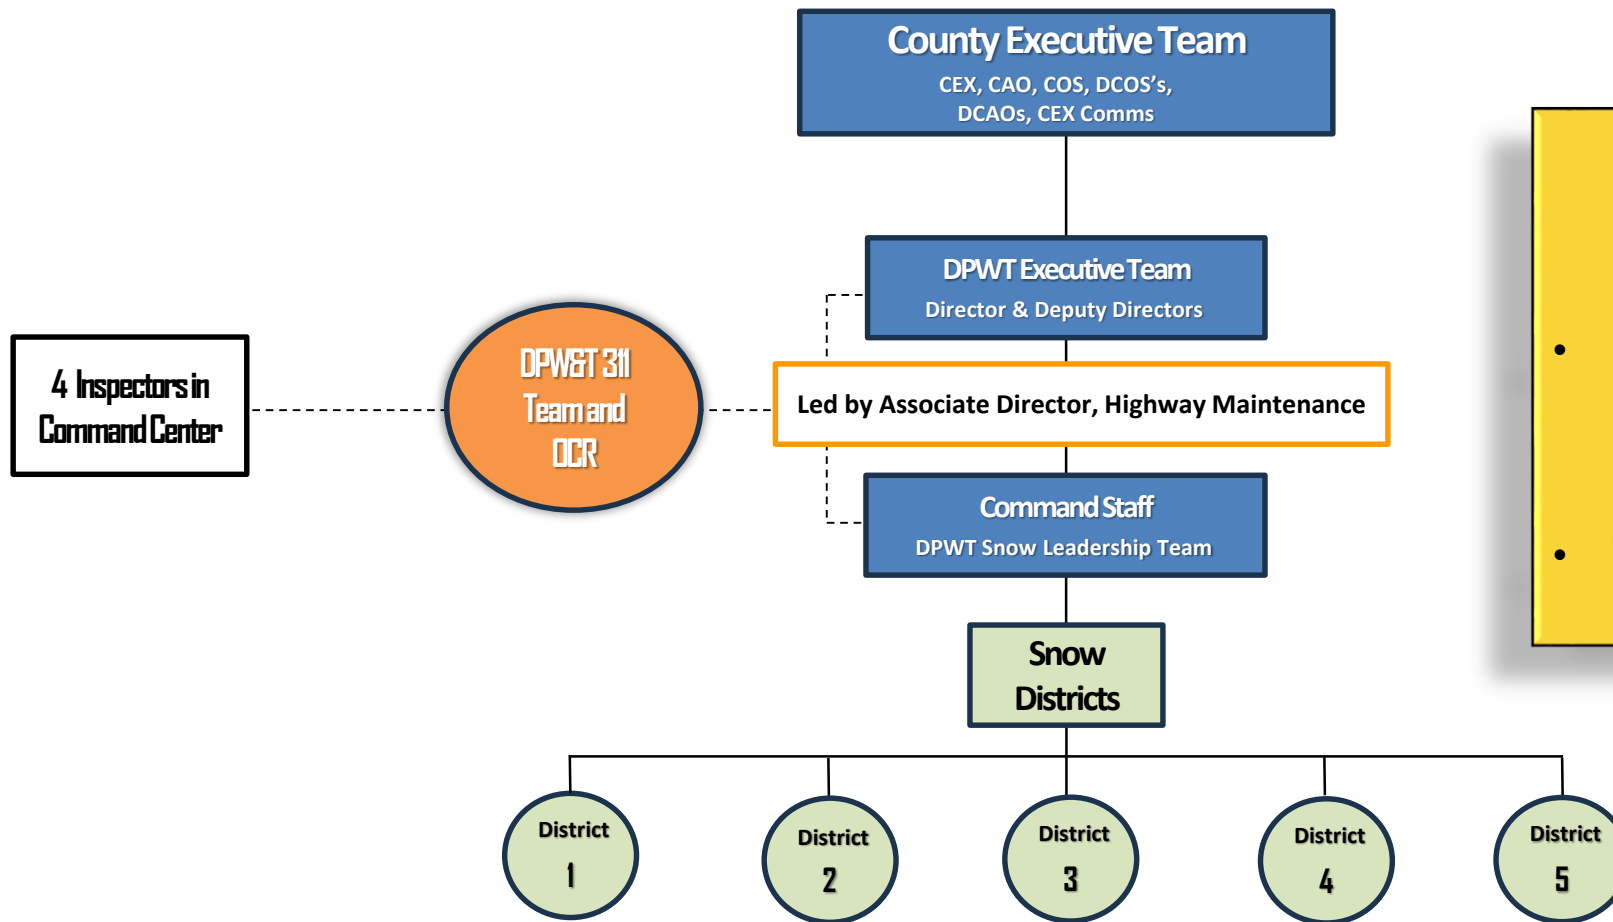 County Executive Team
CEX, CAO, COS, DCOS's,
DCAOs, CEX Comms
DPWT Executive Team
Director & Deputy Directors
4 Inspectors in
Command Center
DPW&T 311
Team and
OCR
Led by Associate Director, Highway Maintenance
Command Staff
DPWT Snow Leadership Team
Snow
Districts
District
1
District
2
District
3
District
4
District
5